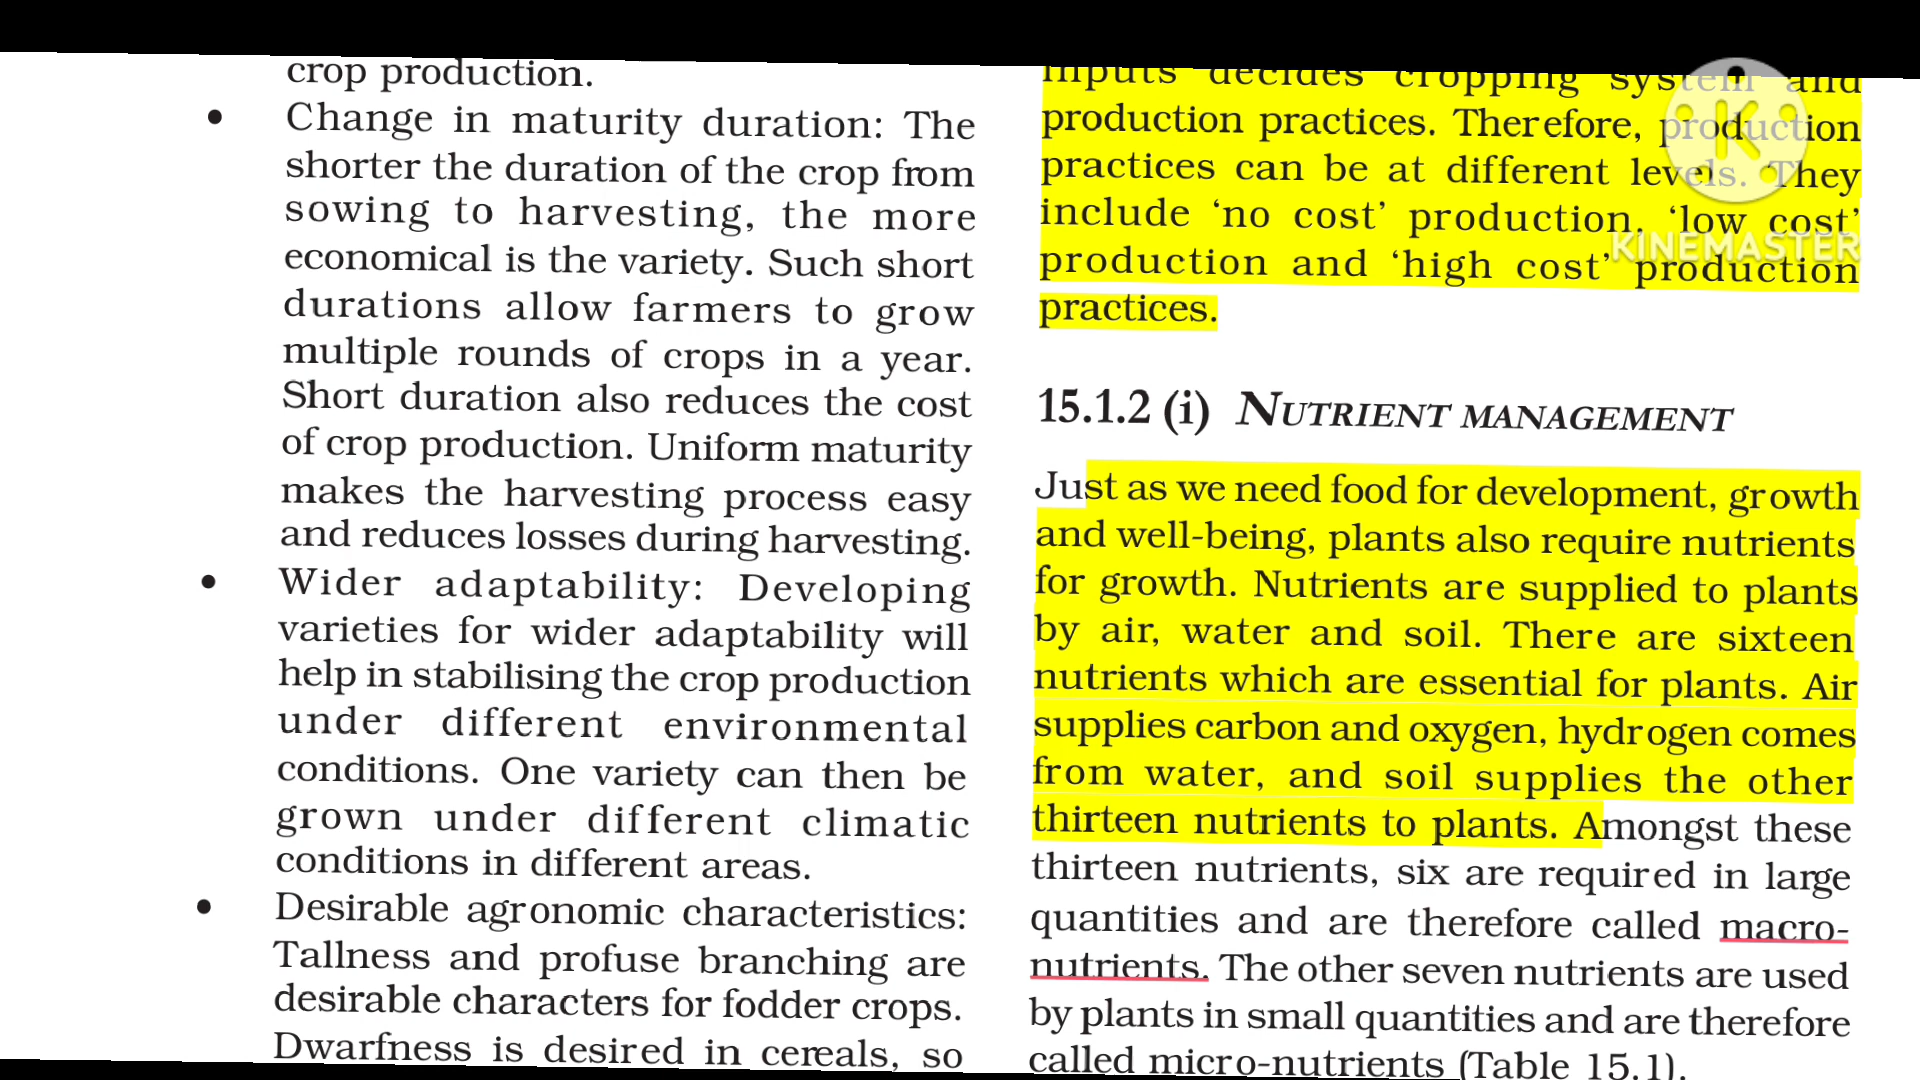 crop production.
• Change in maturity duration: The
shorter the duration of the crop from
sowing to harvesting, the more
economical is the variety. Such short
durations allow farmers to grow
multiple rounds of crops in a year.
Short duration also reduces the cost
of crop production. Uniform maturity
makes the harvesting process easy
and reduces losses during harvesting.
• Wider adaptability: Developing
varieties for wider adaptability will
help in stabilising the crop production
under different environmental
conditions. One variety can then be
grown under different climatic
conditions in different areas.
• Desirable agronomic characteristics:
Tallness and profuse branching are
desirable characters for fodder crops.
Dwarfness is desired in cereals, so
inputs decides cropping system and
production practices. Therefore, production
practices can be at different levels. They
include ‘no cost’ production, ‘low cost’
production and ‘high cost’ production
practices.
15.1.2 (i) NUTRIENT MANAGEMENT
Just as we need food for development, growth
and well-being, plants also require nutrients
for growth. Nutrients are supplied to plants
by air, water and soil. There are sixteen
nutrients which are essential for plants. Air
supplies carbon and oxygen, hydrogen comes
from water, and soil supplies the other
thirteen nutrients to plants. Amongst these
thirteen nutrients, six are required in large
quantities and are therefore called macro-
nutrients. The other seven nutrients are used
by plants in small quantities and are therefore
called micro-nutrients (Table 15.1).
K
KINEMASTER